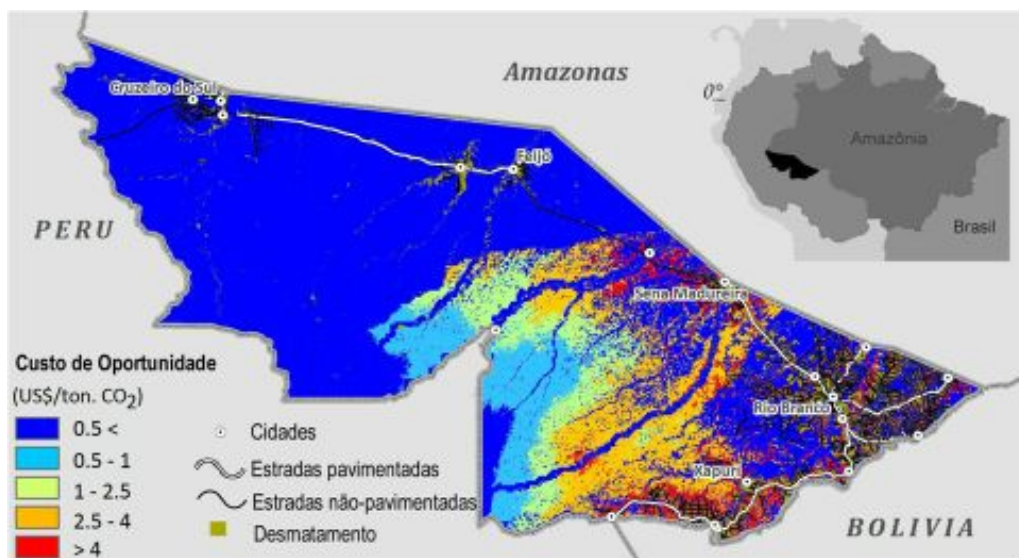 Cruzeiro do Sul
Amazonas
0°
Amazônia
Feijó
PERU
Brasil
Sena Madureira
Custo de Oportunidade
(US$/ton. CO2)
0.5 <
0.5 - 1
1 - 2.5
2.5 - 4
> 4
Cidades
Estradas pavimentadas
Estradas não-pavimentadas
Desmatamento
Rio Branco
Xapuri
BOLIVIA